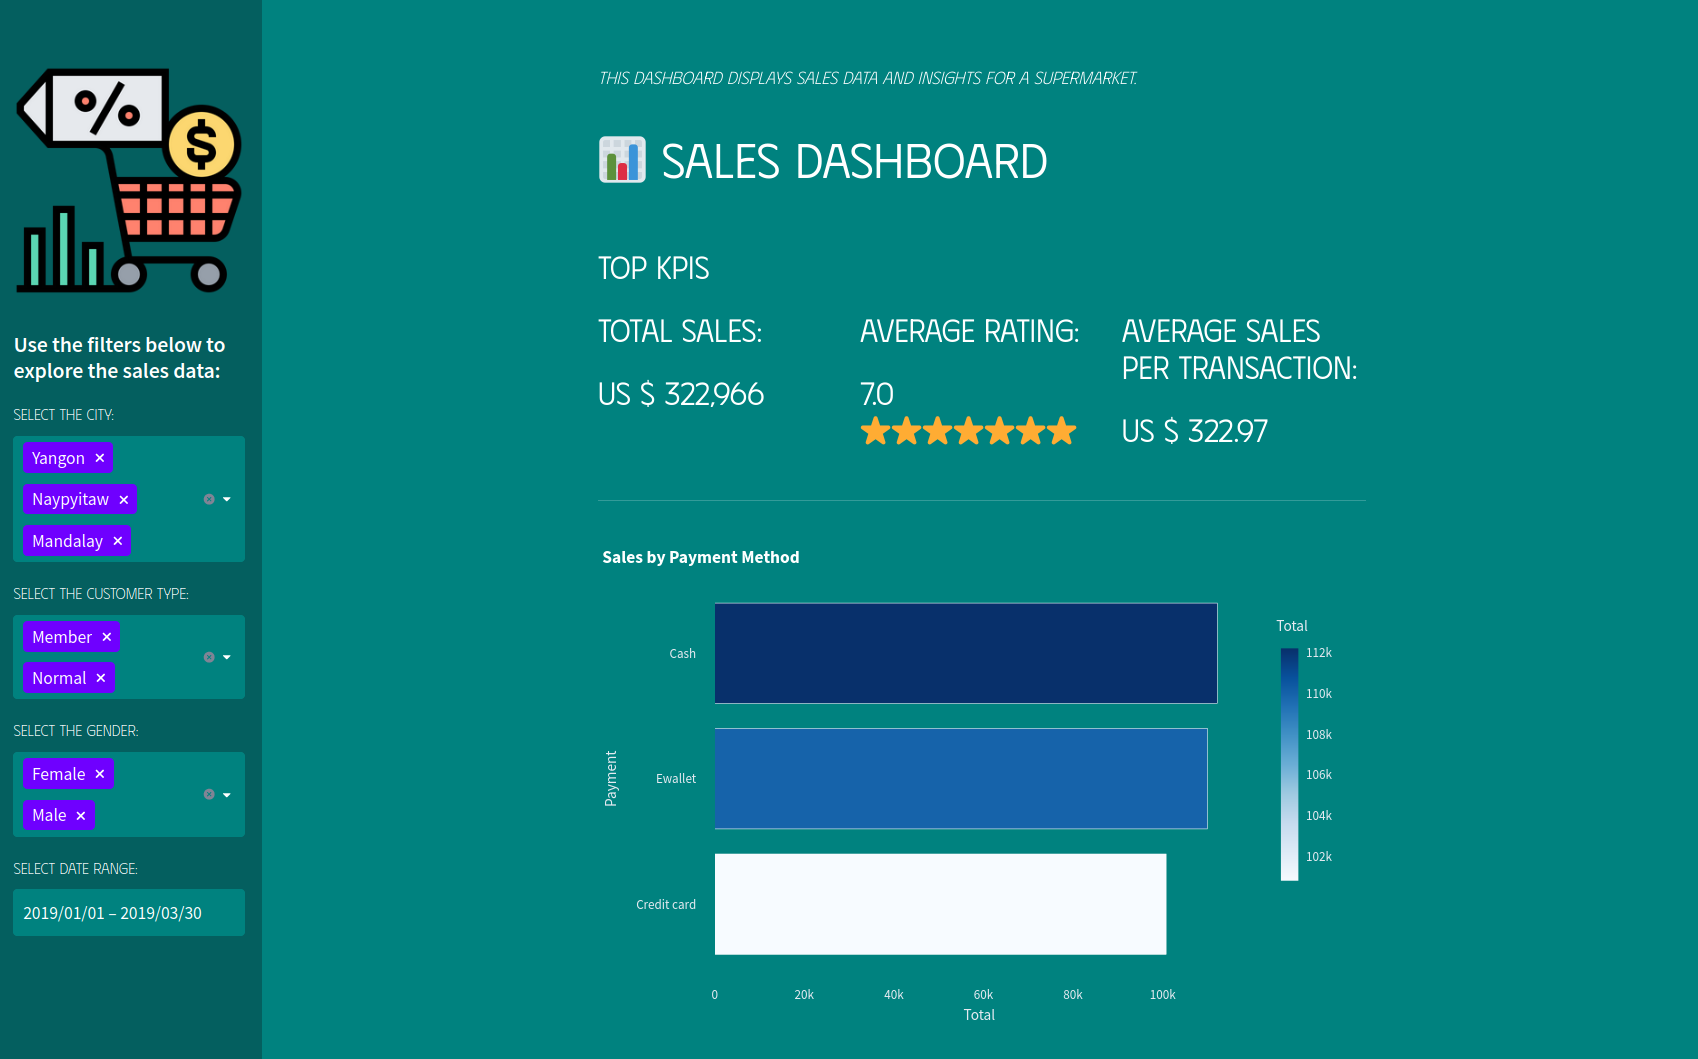 %
$
Use the filters below to
explore the sales data:
SELECT THE CITY:
Yangon ×
Naypyitaw ×
Mandalay ×
SELECT THE CUSTOMER TYPE:
Member ×
Normal ×
SELECT THE GENDER:
Female ×
Male ×
SELECT DATE RANGE:
2019/01/01 – 2019/03/30
THIS DASHBOARD DISPLAYS SALES DATA AND INSIGHTS FOR A SUPERMARKET.
SALES DASHBOARD
TOP KPIS
TOTAL SALES:
US $ 322,966
AVERAGE RATING:
7.0
AVERAGE SALES
PER TRANSACTION:
US $ 322.97
Sales by Payment Method
Payment
Cash
Ewallet
Credit card
0 20k 40k 60k 80k 100k
Total
Total
112k
110k
108k
106k
104k
102k